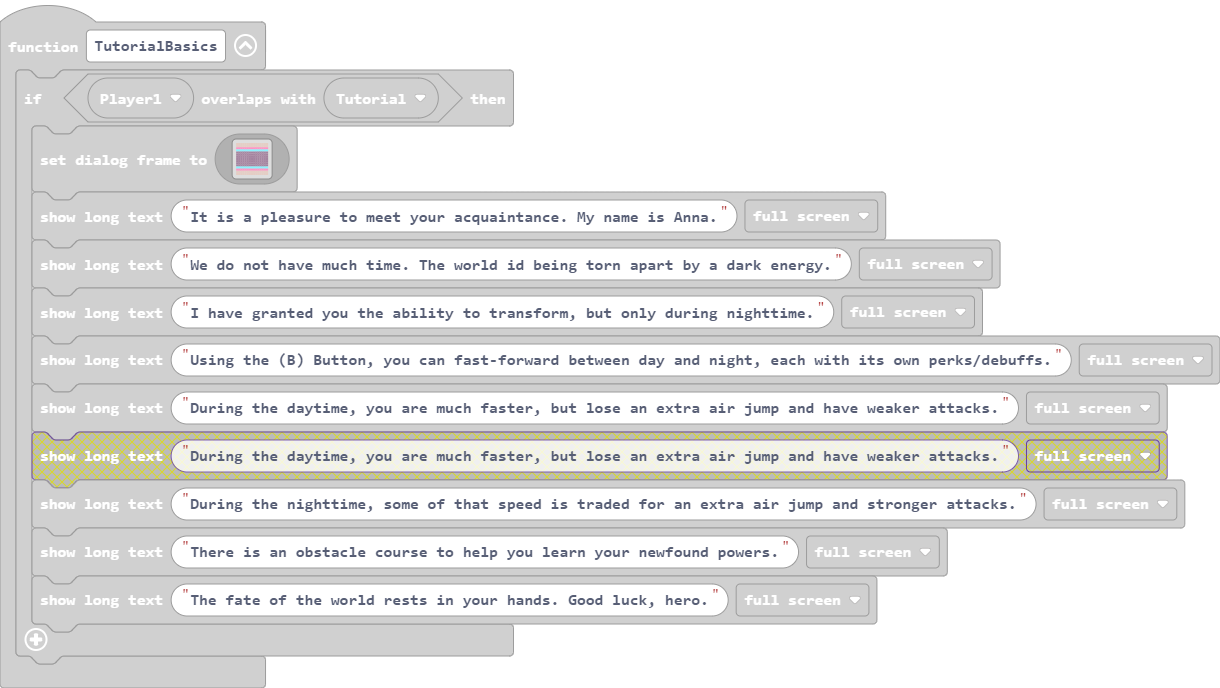 function TutorialBasics
if Player1 overlaps with Tutorial then
set dialog frame to
show long text "It is a pleasure to meet your acquaintance. My name is Anna." full screen
show long text "We do not have much time. The world id being torn apart by a dark energy." full screen
show long text "I have granted you the ability to transform, but only during nighttime." full screen
show long text "Using the (B) Button, you can fast-forward between day and night, each with its own perks/debuffs." full screen
show long text "During the daytime, you are much faster, but lose an extra air jump and have weaker attacks." full screen
show long text "During the daytime, you are much faster, but lose an extra air jump and have weaker attacks." full screen
show long text "During the nighttime, some of that speed is traded for an extra air jump and stronger attacks." full screen
show long text "There is an obstacle course to help you learn your newfound powers." full screen
show long text "The fate of the world rests in your hands. Good luck, hero." full screen